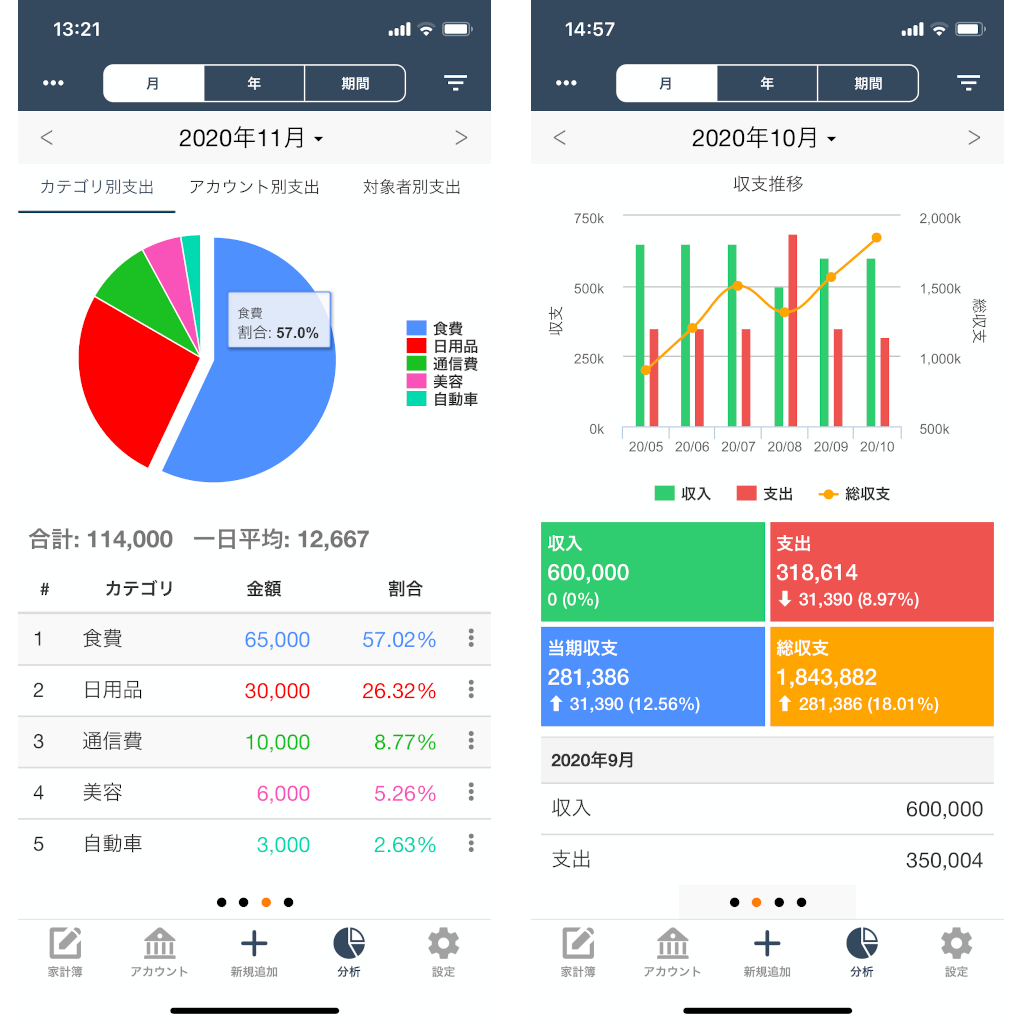 13:21
•••
月 年 期間
< 2020年11月 >
カテゴリ別支出 アカウント別支出 対象者別支出
食費
割合: 57.0%
食費
日用品
通信費
美容
自動車
合計: 114,000 一日平均: 12,667
# カテゴリ 金額 割合
1 食費 65,000 57.02%
2 日用品 30,000 26.32%
3 通信費 10,000 8.77%
4 美容 6,000 5.26%
5 自動車 3,000 2.63%
家計簿 アカウント 新規追加 分析 設定
14:57
•••
月 年 期間
< 2020年10月 >
収支推移
750k 2,000k
500k 1,500k
収支 総収支
250k 1,000k
0k 500k
20/05 20/06 20/07 20/08 20/09 20/10
収入 支出 総収支
収入
600,000
0 (0%)
支出
318,614
↓ 31,390 (8.97%)
当期収支
281,386
↑ 31,390 (12.56%)
総収支
1,843,882
↑ 281,386 (18.01%)
2020年9月
収入 600,000
支出 350,004
家計簿 アカウント 新規追加 分析 設定